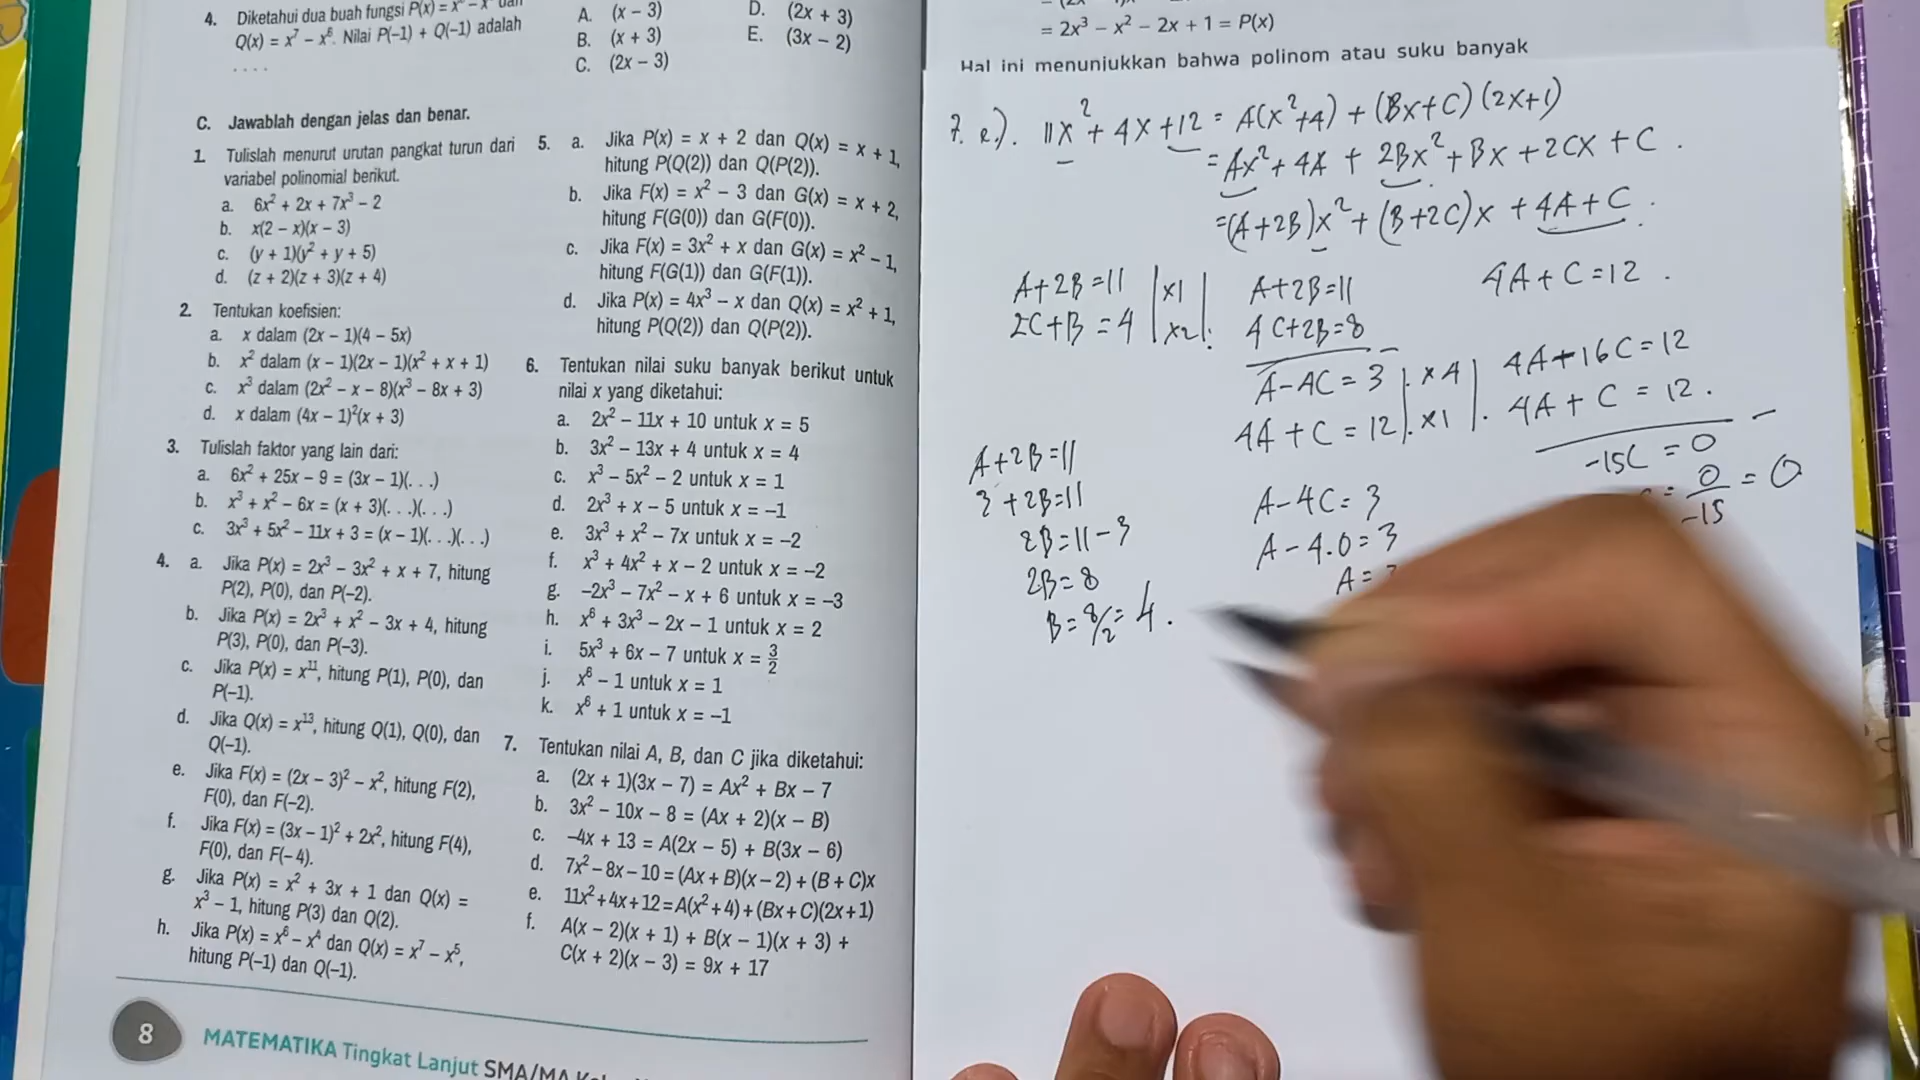 4. Diketahui dua buah fungsi P(x) = x
Q(x) = x⁷ – x⁶. Nilai P(–1) + Q(–1) adalah
. . . .
A. (x – 3)
B. (x + 3)
C. (2x – 3)
D. (2x + 3)
E. (3x – 2)
C. Jawablah dengan jelas dan benar.
1. Tulislah menurut urutan pangkat turun dari
variabel polinomial berikut.
a. 6x² + 2x + 7x³ – 2
b. x(2 – x)(x – 3)
c. (y + 1)(y² + y + 5)
d. (z + 2)(z + 3)(z + 4)
2. Tentukan koefisien:
a. x dalam (2x – 1)(4 – 5x)
b. x² dalam (x – 1)(2x – 1)(x² + x + 1)
c. x³ dalam (2x² – x – 8)(x³ – 8x + 3)
d. x dalam (4x – 1)²(x + 3)
3. Tulislah faktor yang lain dari:
a. 6x² + 25x – 9 = (3x – 1)(. . .)
b. x³ + x² – 6x = (x + 3)(. . .)(. . .)
c. 3x³ + 5x² – 11x + 3 = (x – 1)(. . .)(. . .)
4. a. Jika P(x) = 2x³ – 3x² + x + 7, hitung
P(2), P(0), dan P(–2).
b. Jika P(x) = 2x³ + x² – 3x + 4, hitung
P(3), P(0), dan P(–3).
c. Jika P(x) = x¹¹, hitung P(1), P(0), dan
P(–1).
d. Jika Q(x) = x¹³, hitung Q(1), Q(0), dan
Q(–1).
e. Jika F(x) = (2x – 3)² – x², hitung F(2),
F(0), dan F(–2).
f. Jika F(x) = (3x – 1)² + 2x², hitung F(4),
F(0), dan F(–4).
g. Jika P(x) = x² + 3x + 1 dan Q(x) =
x³ – 1, hitung P(3) dan Q(2).
h. Jika P(x) = x⁶ – x⁴ dan Q(x) = x⁷ – x⁵,
hitung P(–1) dan Q(–1).
5. a. Jika P(x) = x + 2 dan Q(x) = x + 1,
hitung P(Q(2)) dan Q(P(2)).
b. Jika F(x) = x² – 3 dan G(x) = x + 2,
hitung F(G(0)) dan G(F(0)).
c. Jika F(x) = 3x² + x dan G(x) = x² – 1,
hitung F(G(1)) dan G(F(1)).
d. Jika P(x) = 4x³ – x dan Q(x) = x² + 1,
hitung P(Q(2)) dan Q(P(2)).
6. Tentukan nilai suku banyak berikut untuk
nilai x yang diketahui:
a. 2x² – 11x + 10 untuk x = 5
b. 3x² – 13x + 4 untuk x = 4
c. x³ – 5x² – 2 untuk x = 1
d. 2x³ + x – 5 untuk x = –1
e. 3x³ + x² – 7x untuk x = –2
f. x³ + 4x² + x – 2 untuk x = –2
g. –2x³ – 7x² – x + 6 untuk x = –3
h. x⁶ + 3x³ – 2x – 1 untuk x = 2
i. 5x³ + 6x – 7 untuk x = 3/2
j. x⁶ – 1 untuk x = 1
k. x⁶ + 1 untuk x = –1
7. Tentukan nilai A, B, dan C jika diketahui:
a. (2x + 1)(3x – 7) = Ax² + Bx – 7
b. 3x² – 10x – 8 = (Ax + 2)(x – B)
c. –4x + 13 = A(2x – 5) + B(3x – 6)
d. 7x² – 8x – 10 = (Ax + B)(x – 2) + (B + C)x
e. 11x² + 4x + 12 = A(x² + 4) + (Bx + C)(2x + 1)
f. A(x – 2)(x + 1) + B(x – 1)(x + 3) +
C(x + 2)(x – 3) = 9x + 17
8 MATEMATIKA Tingkat Lanjut SMA/MA
= 2x³ – x² – 2x + 1 = P(x)
Hal ini menunjukkan bahwa polinom atau suku banyak
7. e). 11x² + 4x + 12 = A(x² + 4) + (Bx + C)(2x + 1)
= Ax² + 4A + 2Bx² + Bx + 2Cx + C.
= (A + 2B)x² + (B + 2C)x + 4A + C.
A + 2B = 11 | x1 | A + 2B = 11
2C + B = 4 | x2 | 4C + 2B = 8
A – 4C = 3 | x4 | 4A – 16C = 12
4A + C = 12 | x1 | 4A + C = 12.
4A + C = 12.
–15C = 0
= 0/–15 = 0
A – 4C = 3
A – 4.0 = 3
A =
A + 2B = 11
3 + 2B = 11
2B = 11 – 3
2B = 8
B = 8/2 = 4.